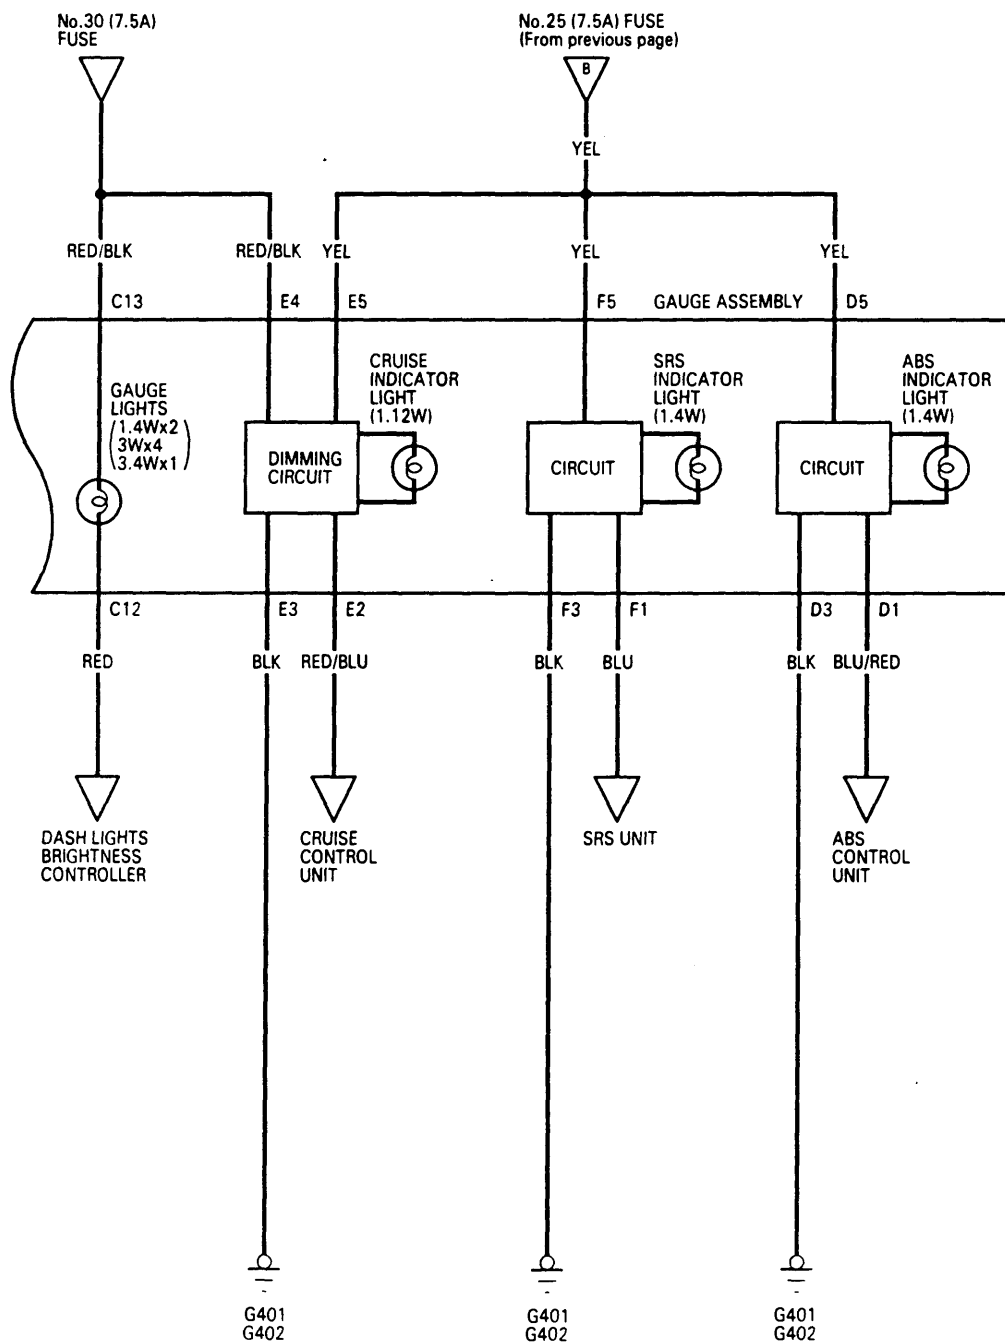 No.30 (7.5A)
FUSE
No.25 (7.5A) FUSE
(From previous page)
B
YEL
RED/BLK
RED/BLK
YEL
YEL
YEL
C13
E4
E5
F5
GAUGE ASSEMBLY
D5
GAUGE
LIGHTS
(1.4Wx2
3Wx4
3.4Wx1)
CRUISE
INDICATOR
LIGHT
(1.12W)
SRS
INDICATOR
LIGHT
(1.4W)
ABS
INDICATOR
LIGHT
(1.4W)
DIMMING
CIRCUIT
CIRCUIT
CIRCUIT
C12
E3
E2
F3
F1
D3
D1
RED
BLK
RED/BLU
BLK
BLU
BLK
BLU/RED
DASH LIGHTS
BRIGHTNESS
CONTROLLER
CRUISE
CONTROL
UNIT
SRS UNIT
ABS
CONTROL
UNIT
G401
G402
G401
G402
G401
G402